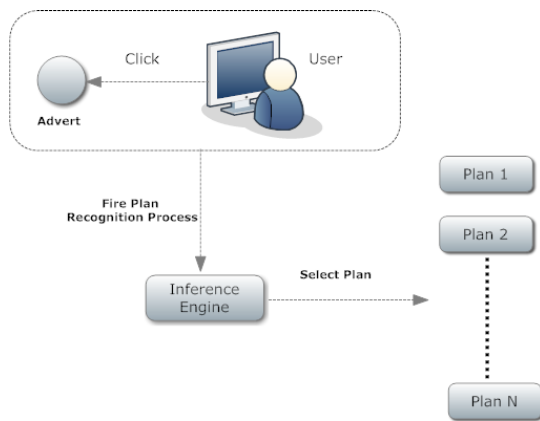 Click
User
Advert
Fire Plan
Recognition Process
Plan 1
Plan 2
Inference
Engine
Select Plan
Plan N